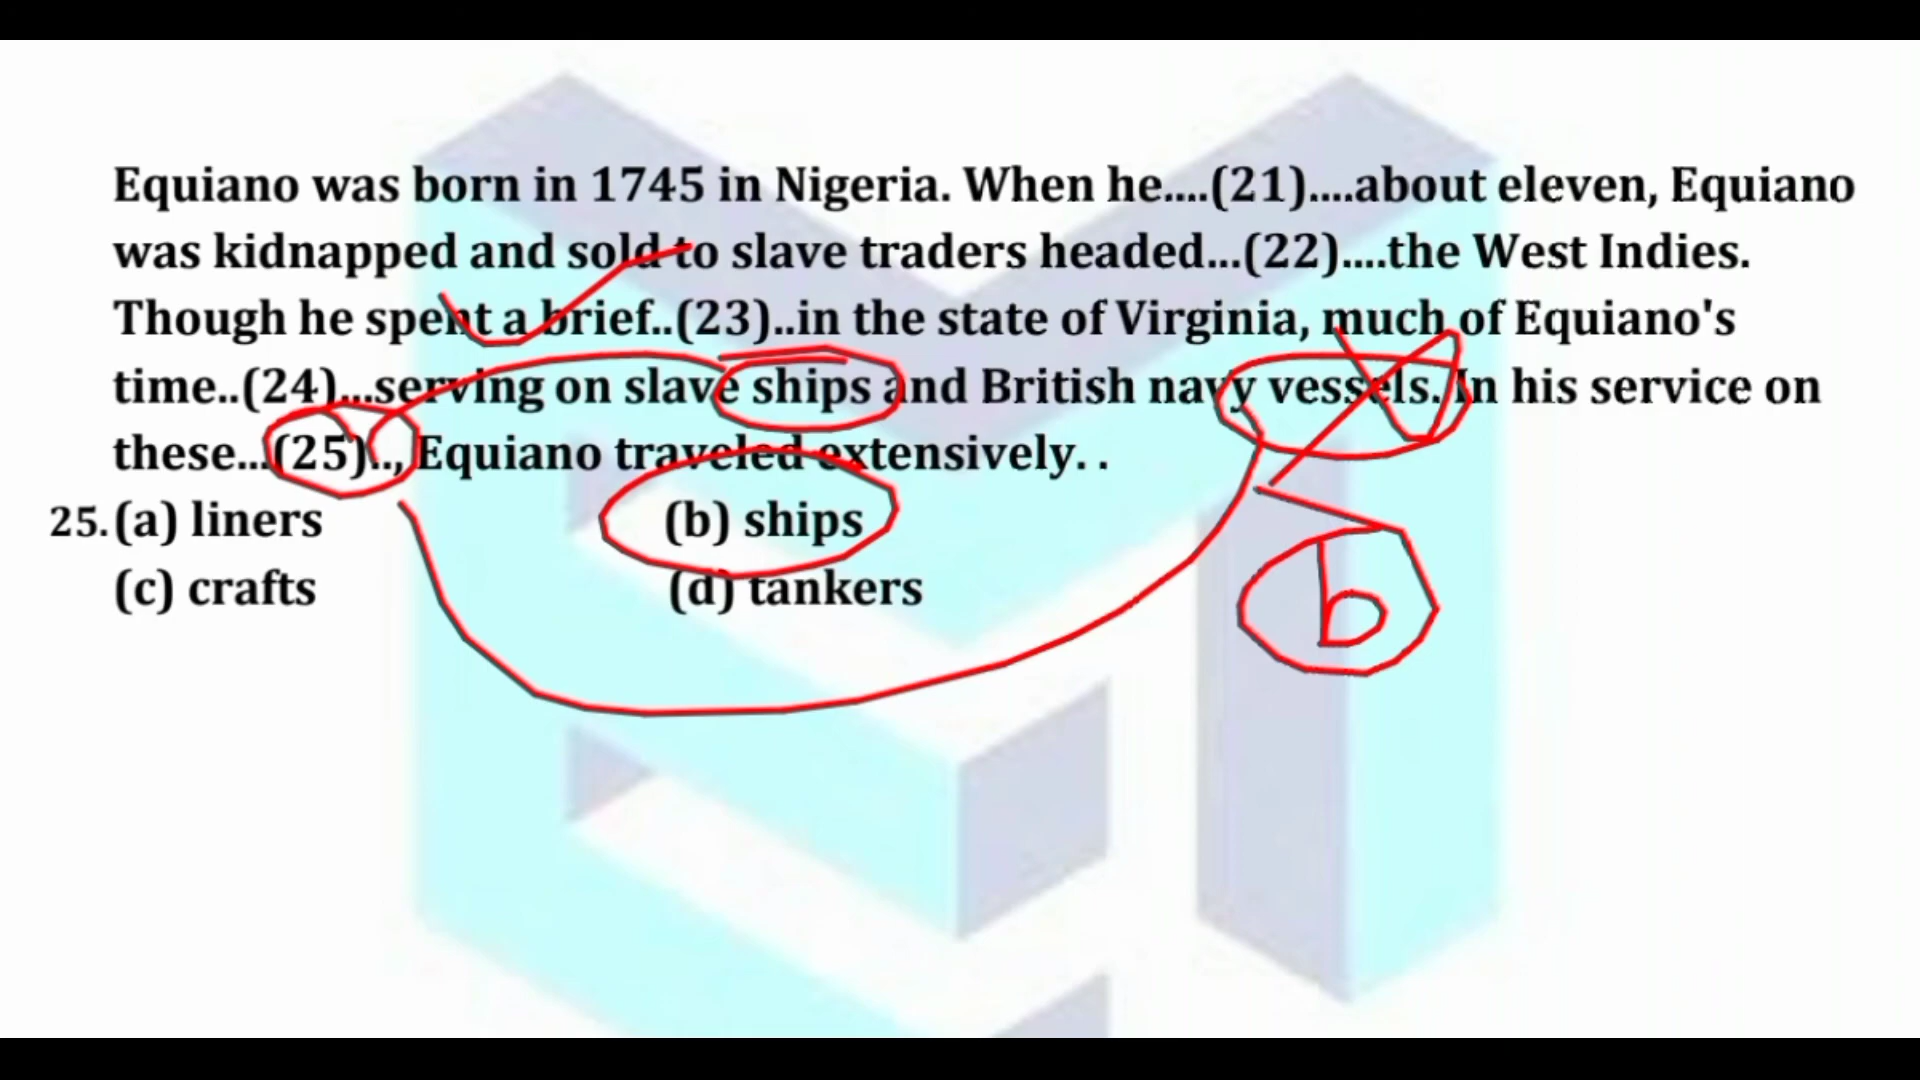 Equiano was born in 1745 in Nigeria. When he....(21)....about eleven, Equiano
was kidnapped and sold to slave traders headed...(22)....the West Indies.
Though he spent a brief..(23)..in the state of Virginia, much of Equiano's
time..(24)...serving on slave ships and British navy vessels. In his service on
these...(25).., Equiano traveled extensively. .
25. (a) liners (b) ships
(c) crafts (d) tankers
b